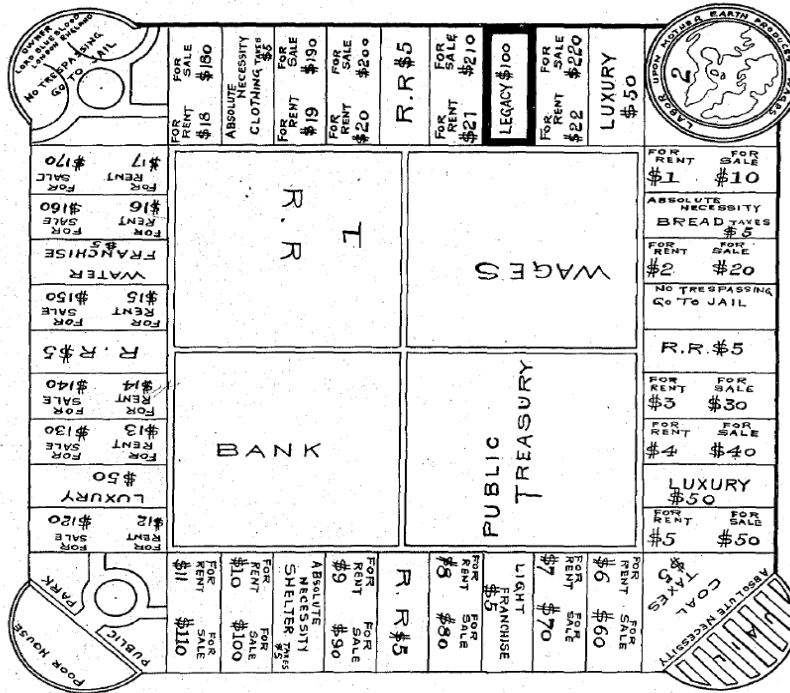 OWNER
LORD BLUE BLOOD
LONDON ENGLAND
NO TRESPASSING
GO TO JAIL
FOR SALE $180
FOR RENT $18
ABSOLUTE
NECESSITY
CLOTHING TAXES
$5
FOR SALE $190
FOR RENT $19
FOR SALE $200
FOR RENT $20
R.R $5
FOR SALE $210
FOR RENT $21
LEGACY $100
FOR SALE $220
FOR RENT $22
LUXURY
$50
LABOR UPON MOTHER EARTH PRODUCES WAGES
FOR RENT FOR SALE
$1 $10
ABSOLUTE
NECESSITY
BREAD TAXES
$5
FOR RENT FOR SALE
$2 $20
NO TRESPASSING
GO TO JAIL
R.R. $5
FOR RENT FOR SALE
$3 $30
FOR RENT FOR SALE
$4 $40
LUXURY
$50
FOR RENT FOR SALE
$5 $50
ABSOLUTE NECESSITY
COAL
TAXES
$5
JAIL
FOR RENT FOR SALE
$6 $60
FOR RENT FOR SALE
$7 $70
LIGHT
FRANCHISE
$5
FOR RENT FOR SALE
$8 $80
R.R $5
FOR RENT FOR SALE
$9 $90
ABSOLUTE
NECESSITY
SHELTER TAXES
$5
FOR RENT FOR SALE
$10 $100
FOR RENT FOR SALE
$11 $110
PUBLIC
PARK
POOR HOUSE
FOR RENT FOR SALE
$12 $120
LUXURY
$50
FOR RENT FOR SALE
$13 $130
FOR RENT FOR SALE
$14 $140
R.R $5
FOR RENT FOR SALE
$15 $150
WATER
FRANCHISE
$5
FOR RENT FOR SALE
$16 $160
FOR RENT FOR SALE
$17 $170
R.R
1
WAGES
BANK
PUBLIC
TREASURY
2